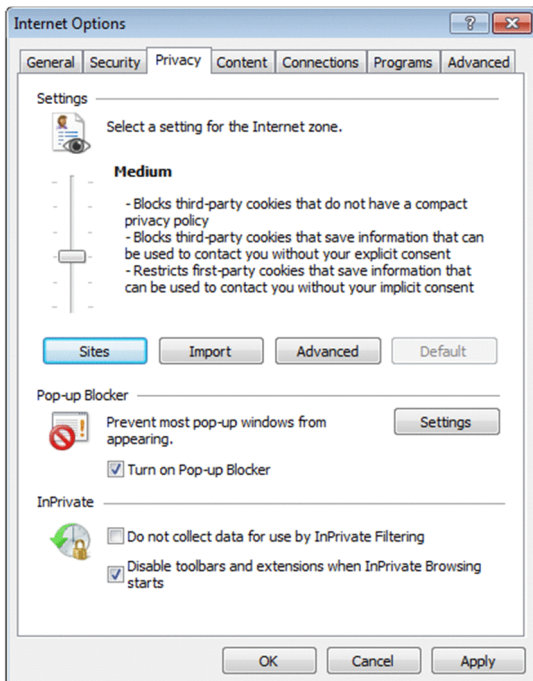 Internet Options
General Security Privacy Content Connections Programs Advanced
Settings
Select a setting for the Internet zone.
Medium
- Blocks third-party cookies that do not have a compact
privacy policy
- Blocks third-party cookies that save information that can
be used to contact you without your explicit consent
- Restricts first-party cookies that save information that
can be used to contact you without your implicit consent
Sites Import Advanced Default
Pop-up Blocker
Prevent most pop-up windows from
appearing.
Settings
Turn on Pop-up Blocker
InPrivate
Do not collect data for use by InPrivate Filtering
Disable toolbars and extensions when InPrivate Browsing
starts
OK Cancel Apply